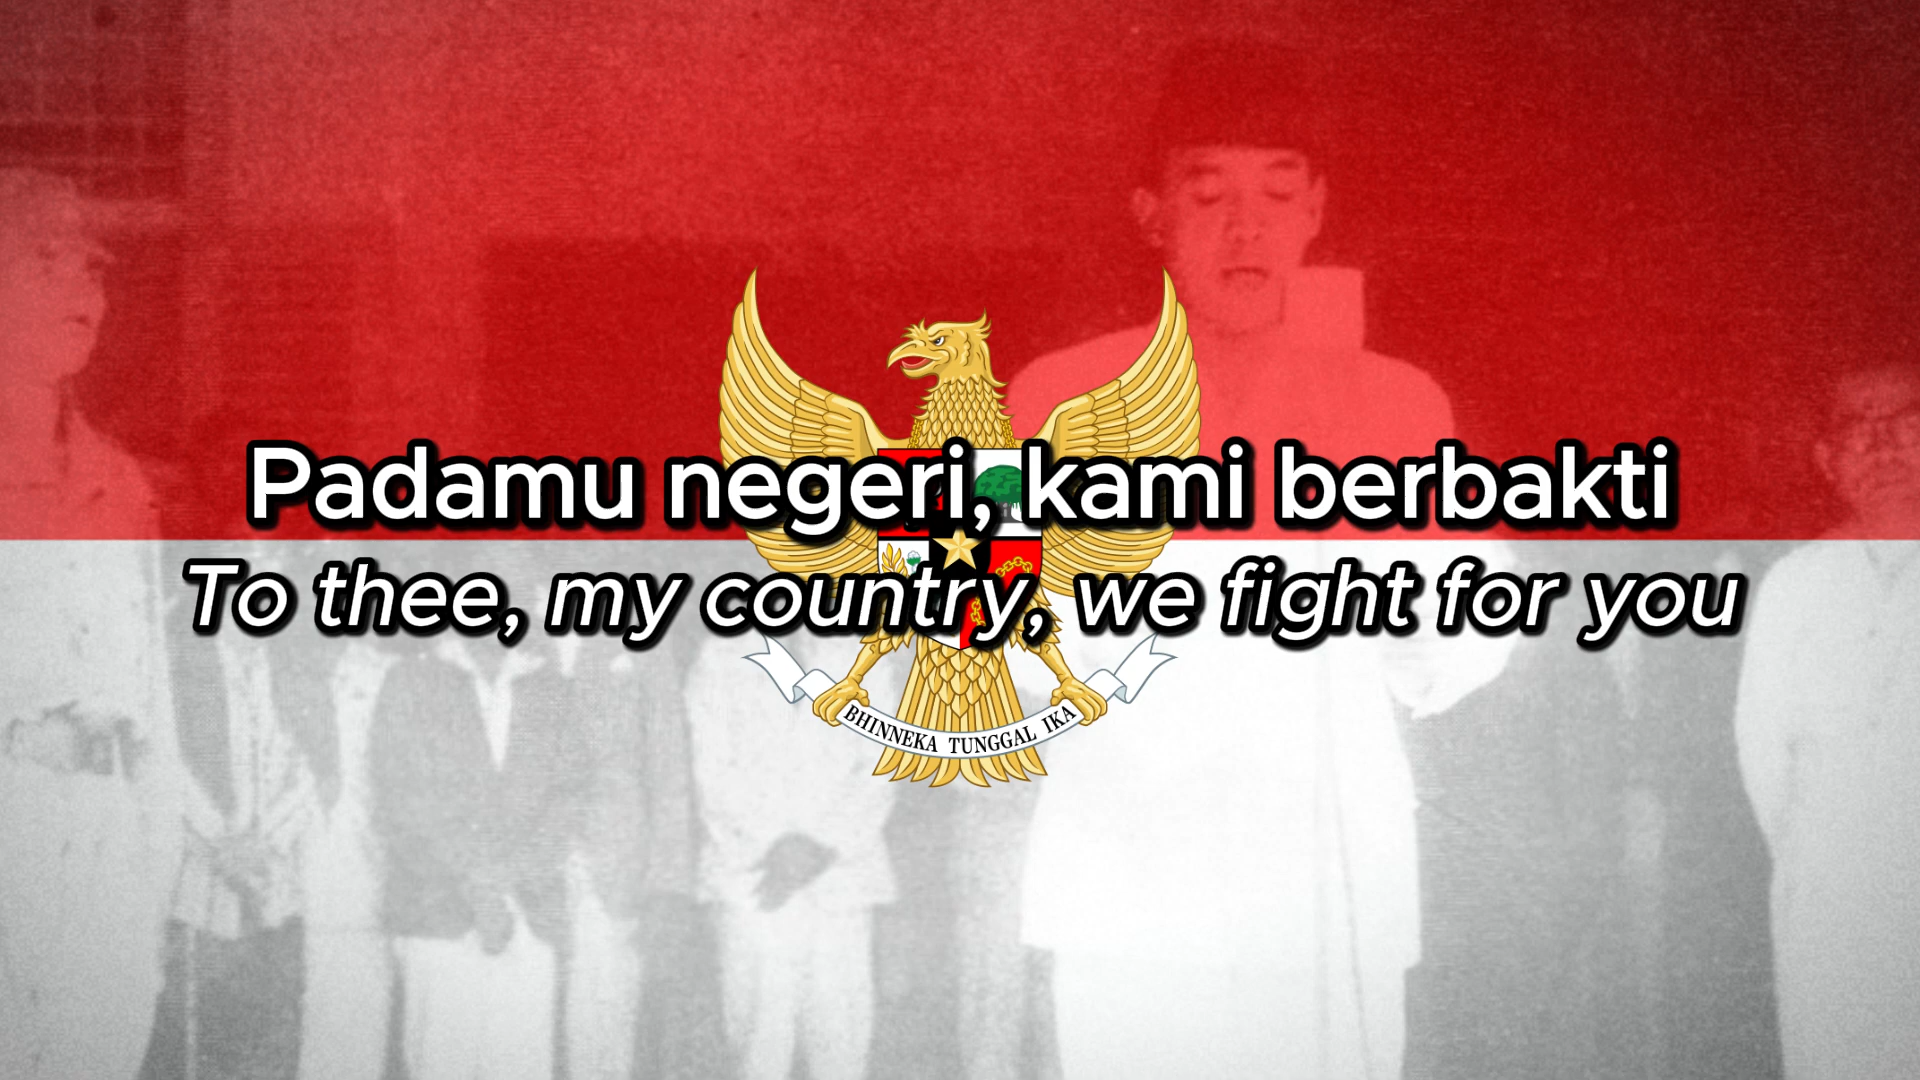 Padamu negeri, kami berbakti
To thee, my country, we fight for you
BHINNEKA TUNGGAL IKA